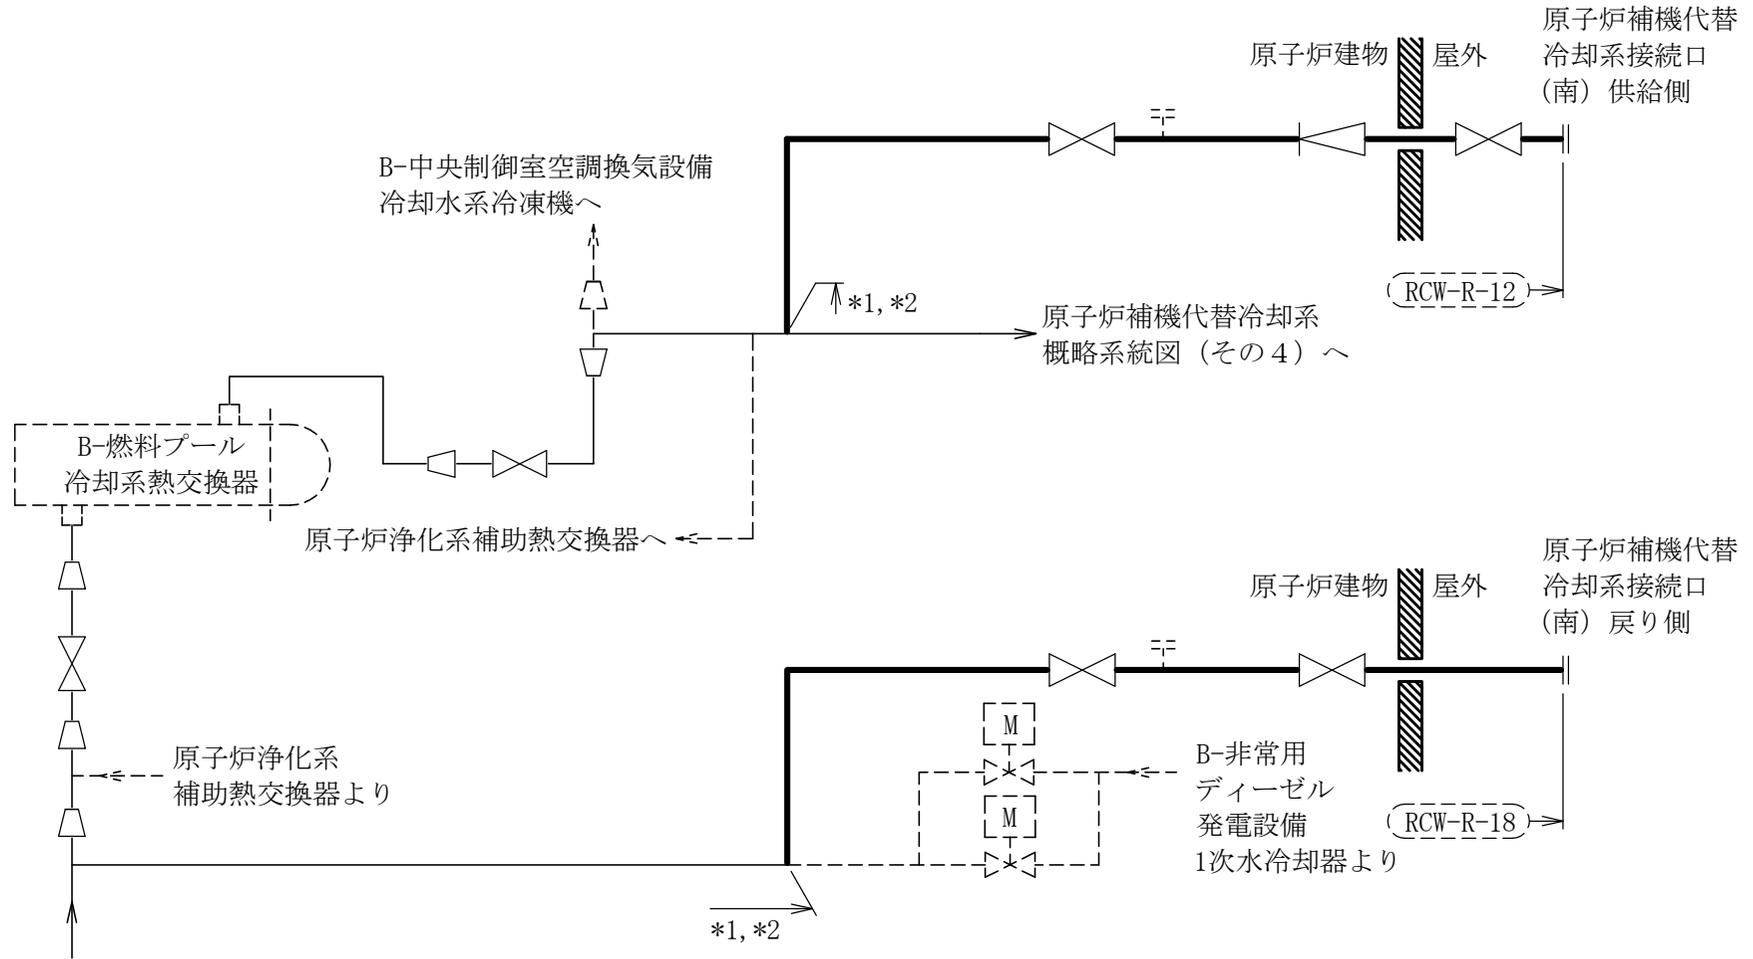 原子炉補機代替
冷却系接続口
(南) 供給側
原子炉建物
屋外
B-中央制御室空調換気設備
冷却水系冷凍機へ
RCW-R-12
*1, *2
原子炉補機代替冷却系
概略系統図（その４）へ
B-燃料プール
冷却系熱交換器
原子炉浄化系補助熱交換器へ
原子炉補機代替
冷却系接続口
(南) 戻り側
原子炉建物
屋外
M
原子炉浄化系
補助熱交換器より
B-非常用
ディーゼル
発電設備
1次水冷却器より
M
RCW-R-18
*1, *2